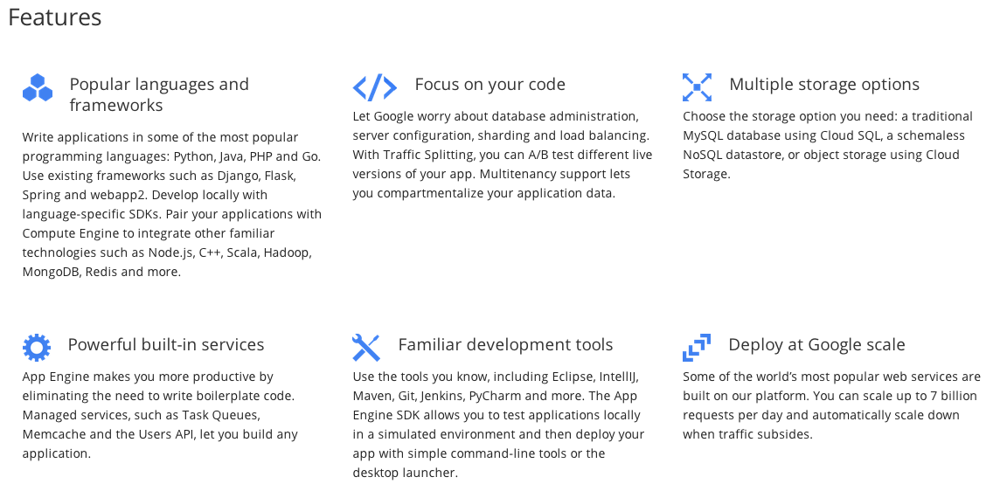 Features
Popular languages and
frameworks
Write applications in some of the most popular
programming languages: Python, Java, PHP and Go.
Use existing frameworks such as Django, Flask,
Spring and webapp2. Develop locally with
language-specific SDKs. Pair your applications with
Compute Engine to integrate other familiar
technologies such as Node.js, C++, Scala, Hadoop,
MongoDB, Redis and more.
Focus on your code
Let Google worry about database administration,
server configuration, sharding and load balancing.
With Traffic Splitting, you can A/B test different live
versions of your app. Multitenancy support lets
you compartmentalize your application data.
Multiple storage options
Choose the storage option you need: a traditional
MySQL database using Cloud SQL, a schemaless
NoSQL datastore, or object storage using Cloud
Storage.
Powerful built-in services
App Engine makes you more productive by
eliminating the need to write boilerplate code.
Managed services, such as Task Queues,
Memcache and the Users API, let you build any
application.
Familiar development tools
Use the tools you know, including Eclipse, IntellIJ,
Maven, Git, Jenkins, PyCharm and more. The App
Engine SDK allows you to test applications locally
in a simulated environment and then deploy your
app with simple command-line tools or the
desktop launcher.
Deploy at Google scale
Some of the world’s most popular web services are
built on our platform. You can scale up to 7 billion
requests per day and automatically scale down
when traffic subsides.